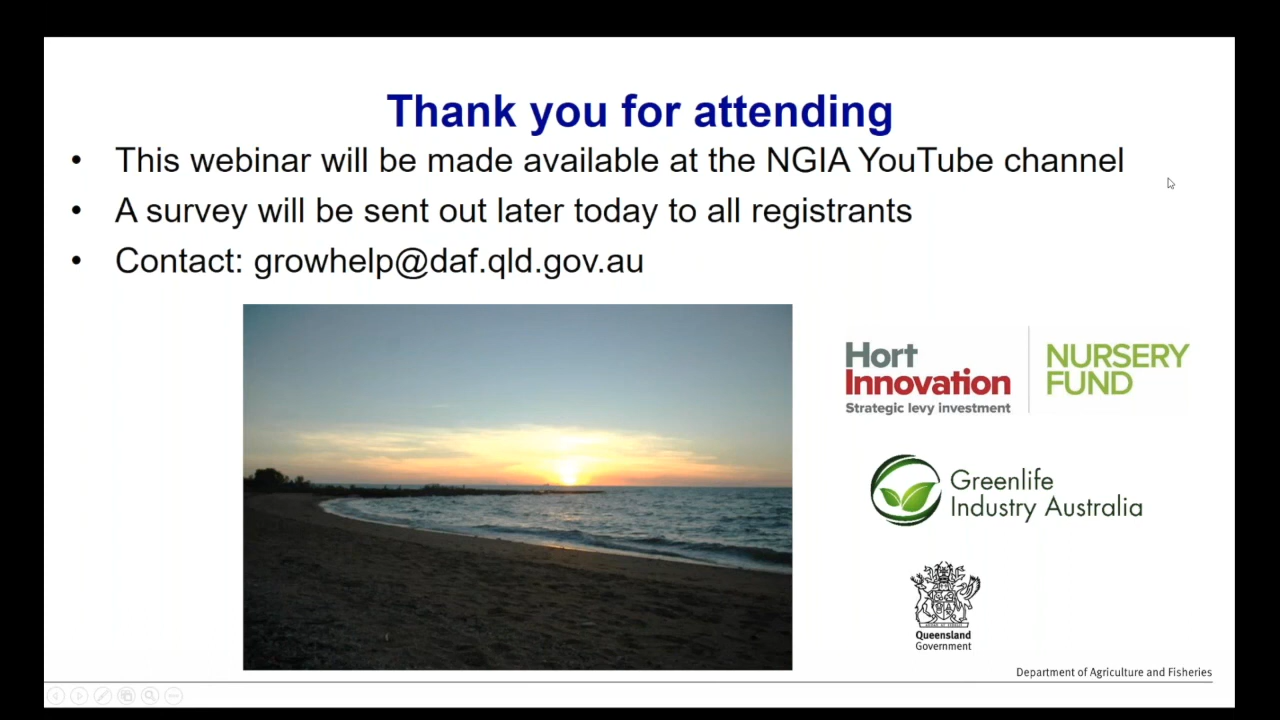 Thank you for attending
• This webinar will be made available at the NGIA YouTube channel
• A survey will be sent out later today to all registrants
• Contact: growhelp@daf.qld.gov.au
Hort
Innovation
Strategic levy investment
NURSERY
FUND
Greenlife
Industry Australia
Queensland
Government
Department of Agriculture and Fisheries